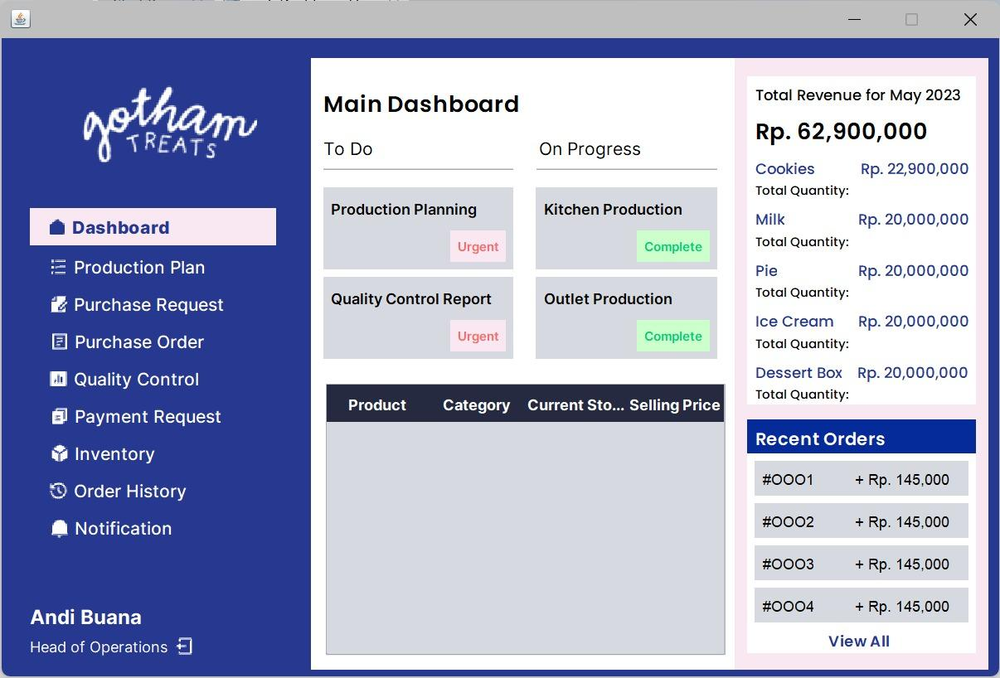 gotham
TREATS
Dashboard
Production Plan
Purchase Request
Purchase Order
Quality Control
Payment Request
Inventory
Order History
Notification
Andi Buana
Head of Operations
Main Dashboard
To Do
On Progress
Production Planning
Urgent
Kitchen Production
Complete
Quality Control Report
Urgent
Outlet Production
Complete
Product Category Current Sto... Selling Price
Total Revenue for May 2023
Rp. 62,900,000
Cookies Rp. 22,900,000
Total Quantity:
Milk Rp. 20,000,000
Total Quantity:
Pie Rp. 20,000,000
Total Quantity:
Ice Cream Rp. 20,000,000
Total Quantity:
Dessert Box Rp. 20,000,000
Total Quantity:
Recent Orders
#OOO1 + Rp. 145,000
#OOO2 + Rp. 145,000
#OOO3 + Rp. 145,000
#OOO4 + Rp. 145,000
View All